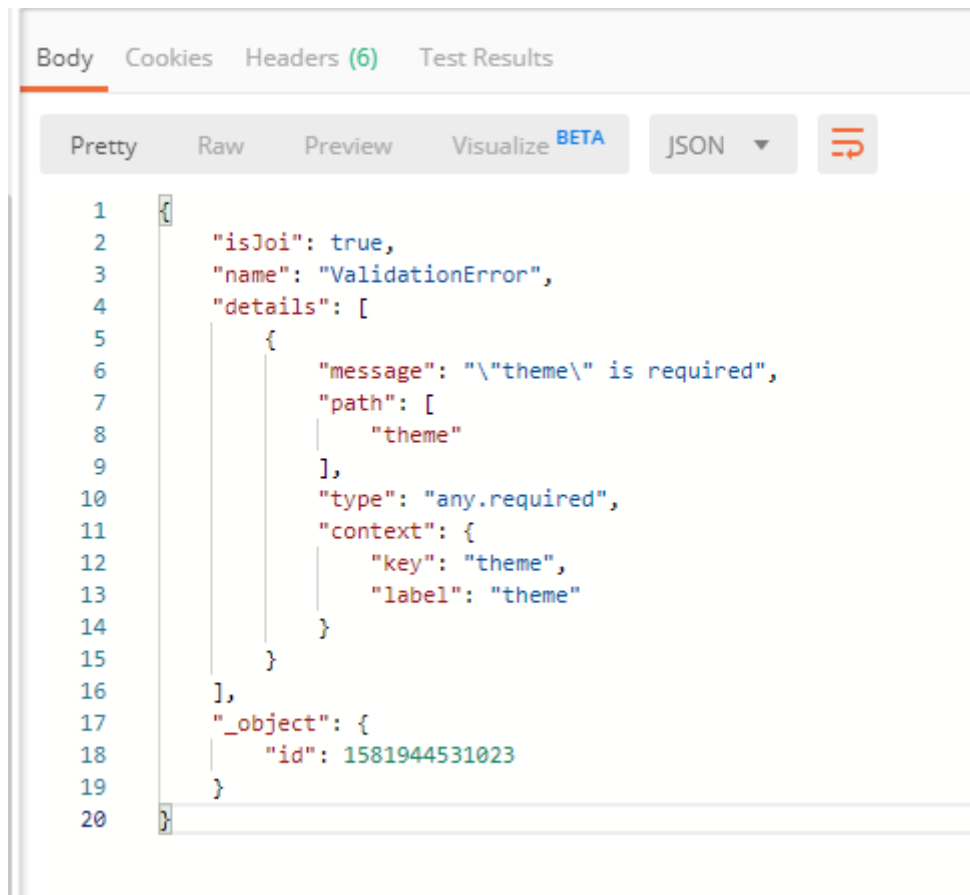 Body Cookies Headers (6) Test Results
Pretty Raw Preview Visualize BETA JSON
1 {
2 "isJoi": true,
3 "name": "ValidationError",
4 "details": [
5 {
6 "message": "\"theme\" is required",
7 "path": [
8 "theme"
9 ],
10 "type": "any.required",
11 "context": {
12 "key": "theme",
13 "label": "theme"
14 }
15 }
16 ],
17 "_object": {
18 "id": 1581944531023
19 }
20 }